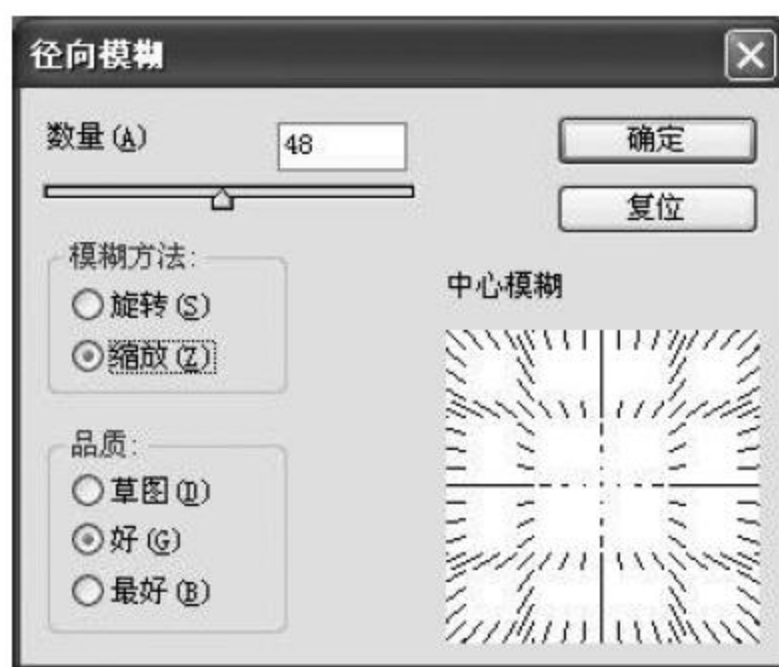 径向模糊
数量(A) 48
确定
复位
模糊方法:
旋转(S)
缩放(Z)
中心模糊
品质:
草图(D)
好(G)
最好(B)